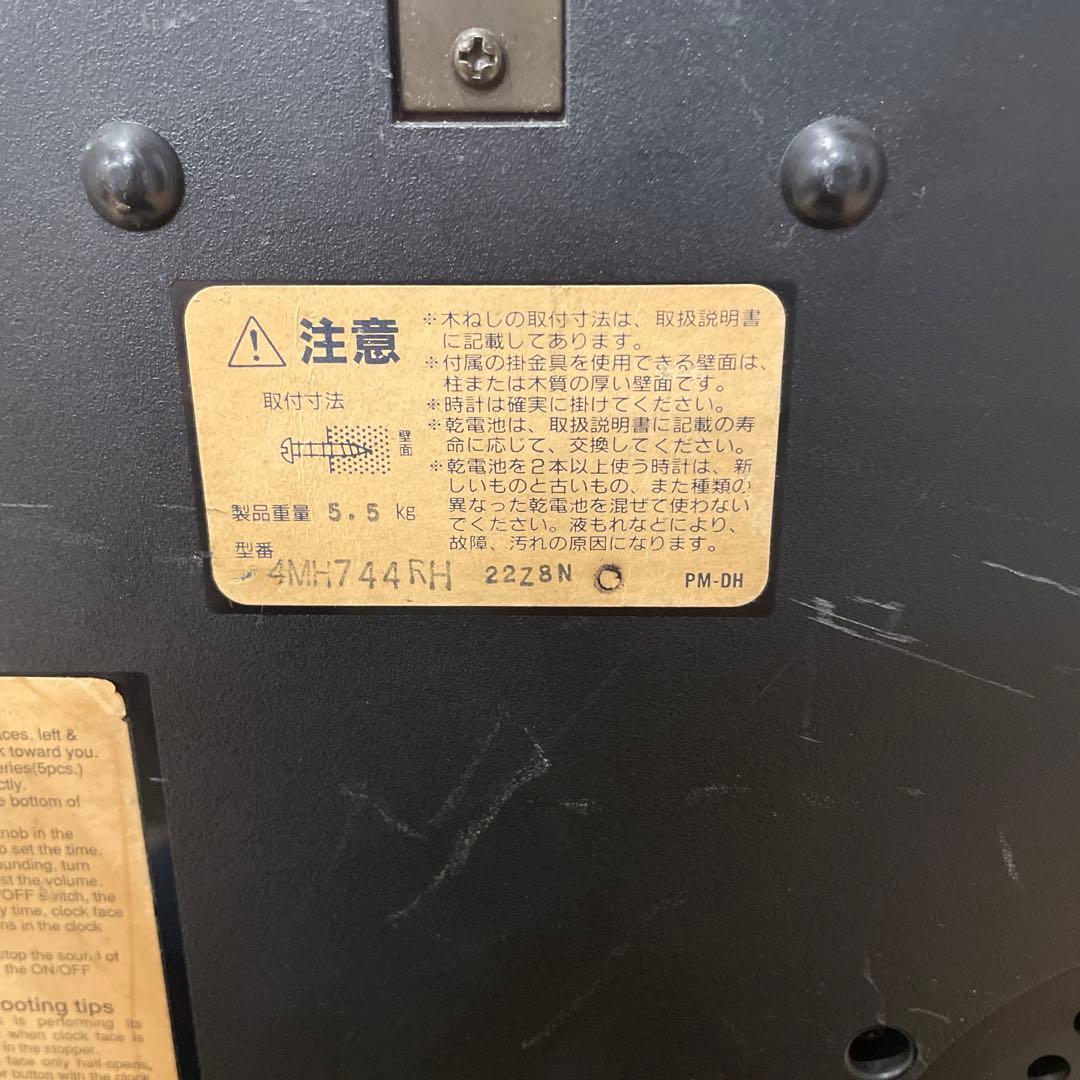 注意
取付寸法
壁面
製品重量 5.5 kg
型番
4MH744RH 22Z8N
PM-DH
※木ねじの取付寸法は、取扱説明書
に記載してあります。
※付属の掛金具を使用できる壁面は、
柱または木質の厚い壁面です。
※時計は確実に掛けてください。
※乾電池は、取扱説明書に記載の寿
命に応じて、交換してください。
※乾電池を2本以上使う時計は、新
しいものと古いもの、また種類の
異なった乾電池を混ぜて使わない
でください。液もれなどにより、
故障、汚れの原因になります。
left &
toward you.
(5pcs.)
bottom of
in the
set the time.
turn
the volume.
/OFF switch, the
time, clock face
in the clock
stop the sound of
the ON/OFF
tips
is performing its
when clock face is
in the stopper.
face only half-opens,
button with the clock